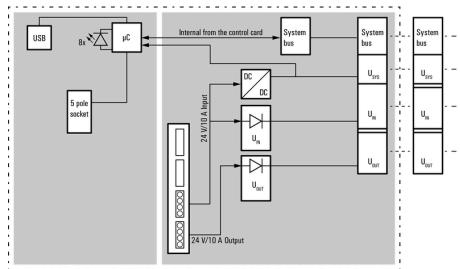 USB
8x
µC
Internal from the control card
System
bus
System
bus
System
bus
5 pole
socket
24 V/10 A Input
DC
DC
U_SYS
U_SYS
U_IN
U_IN
U_IN
U_OUT
U_OUT
U_OUT
24 V/10 A Output